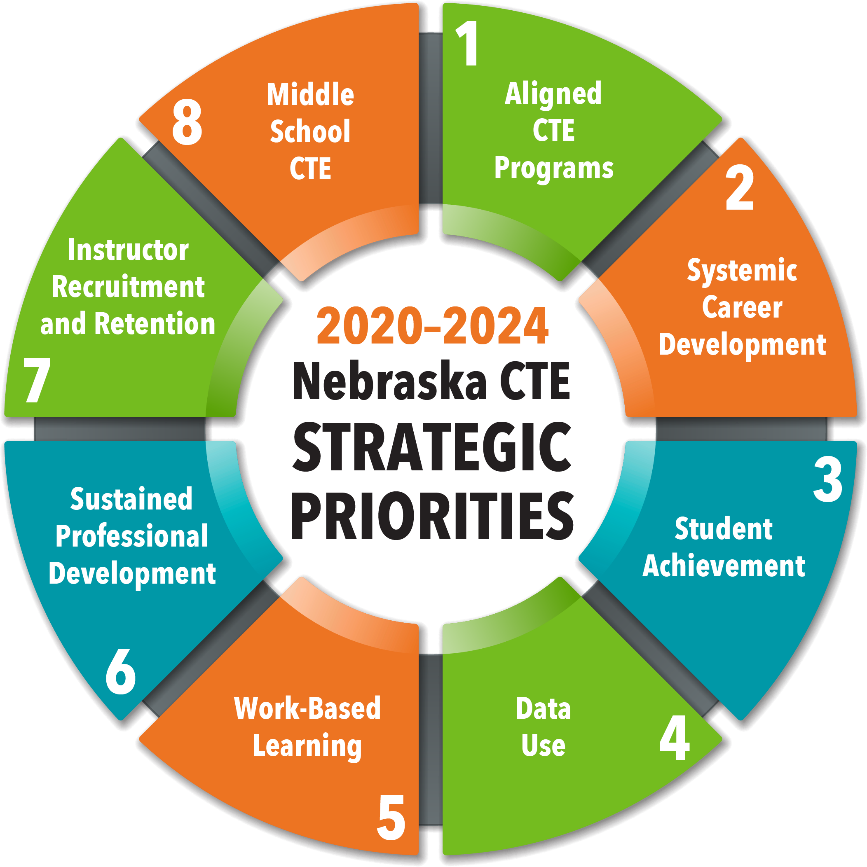 2020–2024
Nebraska CTE
STRATEGIC
PRIORITIES
1
Aligned
CTE
Programs
2
Systemic
Career
Development
3
Student
Achievement
4
Data
Use
5
Work-Based
Learning
6
Sustained
Professional
Development
7
Instructor
Recruitment
and Retention
8
Middle
School
CTE